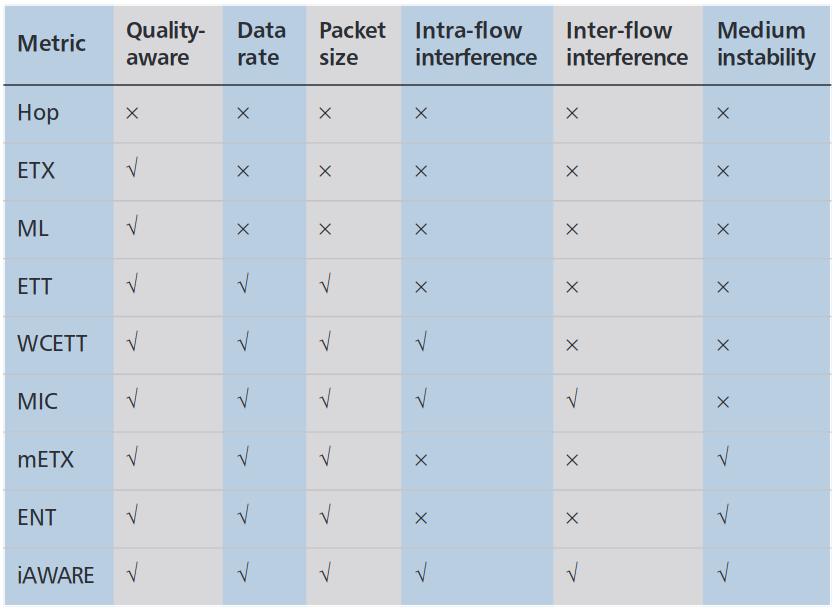 Metric Quality-aware Data rate Packet size Intra-flow interference Inter-flow interference Medium instability
Hop × × × × × ×
ETX √ × × × × ×
ML √ × × × × ×
ETT √ √ √ × × ×
WCETT √ √ √ √ × ×
MIC √ √ √ √ √ ×
mETX √ √ √ × × √
ENT √ √ √ × × √
iAWARE √ √ √ √ √ √